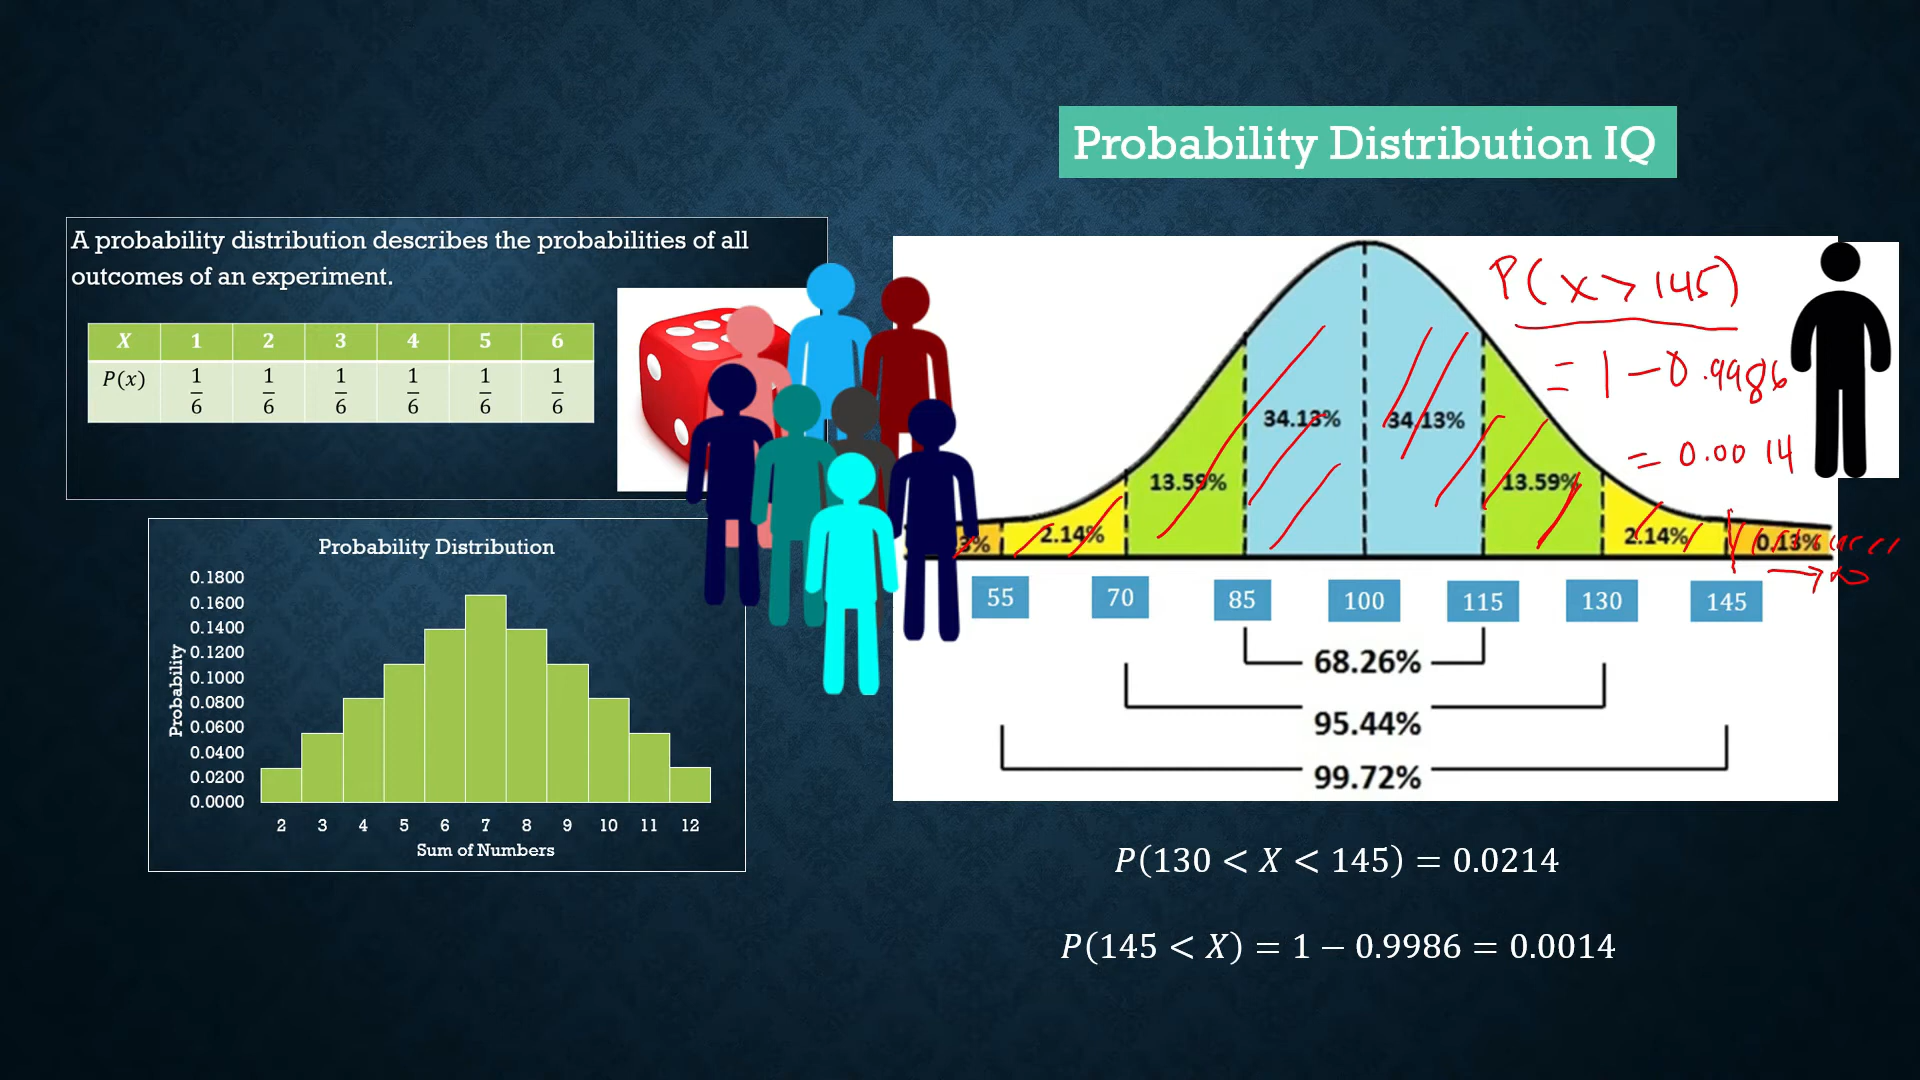 Probability Distribution IQ
A probability distribution describes the probabilities of all
outcomes of an experiment.
X 1 2 3 4 5 6
P(x) 1/6 1/6 1/6 1/6 1/6 1/6
Probability Distribution
Probability
0.1800
0.1600
0.1400
0.1200
0.1000
0.0800
0.0600
0.0400
0.0200
0.0000
2 3 4 5 6 7 8 9 10 11 12
Sum of Numbers
P(x>145)
= 1-0.9986
= 0.0014
34.13% 34.13%
13.59% 13.59%
3% 2.14% 2.14% 0.13%
→∞
55 70 85 100 115 130 145
68.26%
95.44%
99.72%
P(130 < X < 145) = 0.0214
P(145 < X) = 1 − 0.9986 = 0.0014